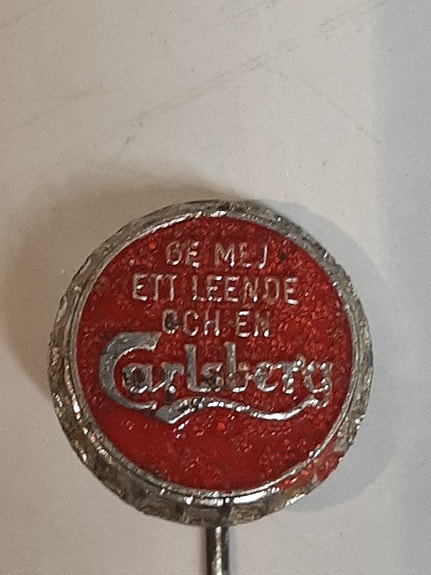 GE MEJ
ETT LEENDE
OCH EN
Carlsberg